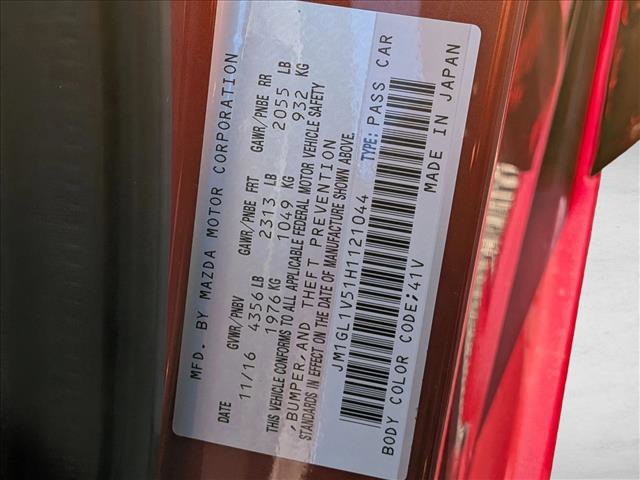 MFD. BY MAZDA MOTOR CORPORATION
DATE GVWR/PNBV GAWR/PNBE FRT GAWR/PNBE RR
11/16 4356 LB 2313 LB 2055 LB
1976 KG 1049 KG 932 KG
THIS VEHICLE CONFORMS TO ALL APPLICABLE FEDERAL MOTOR VEHICLE SAFETY
/BUMPER/AND THEFT PREVENTION
STANDARDS IN EFFECT ON THE DATE OF MANUFACTURE SHOWN ABOVE.
JM1GL1V51H1121044 TYPE: PASS CAR
BODY COLOR CODE;41V MADE IN JAPAN